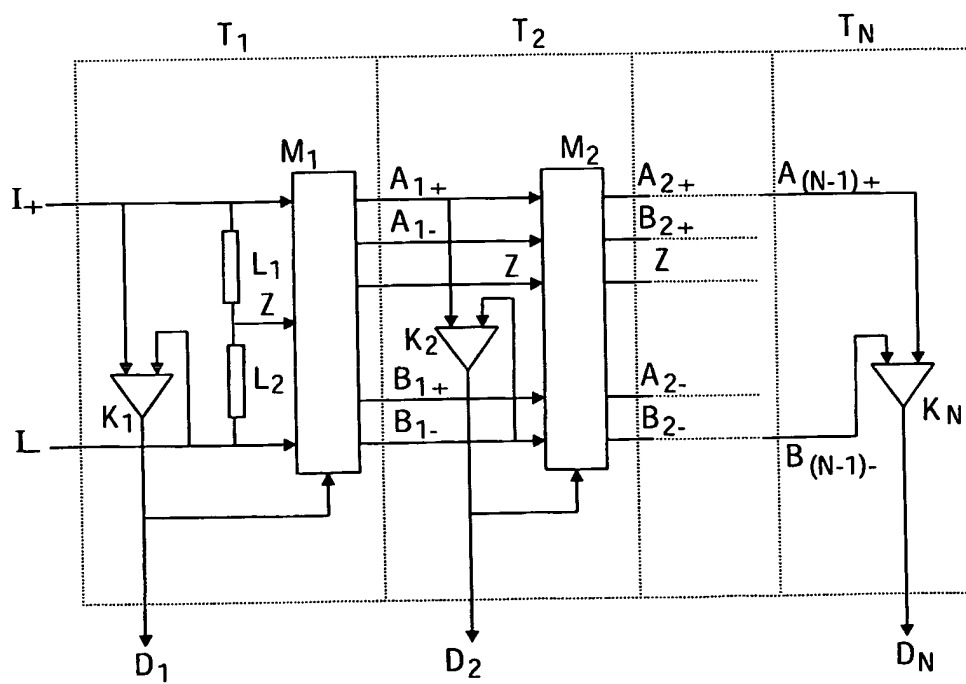 T1 T2 TN
M1 M2
I+ A1+ A2+ A(N-1)+
A1- B2+
L1 Z Z
Z
K2
L2 B1+ A2-
K1 KN
I- B1- B2- B(N-1)-
D1 D2 DN